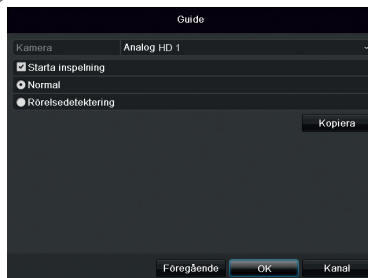 Guide
Kamera Analog HD 1
Starta inspelning
Normal
Rörelsedetektering
Kopiera
Föregående OK Kanal